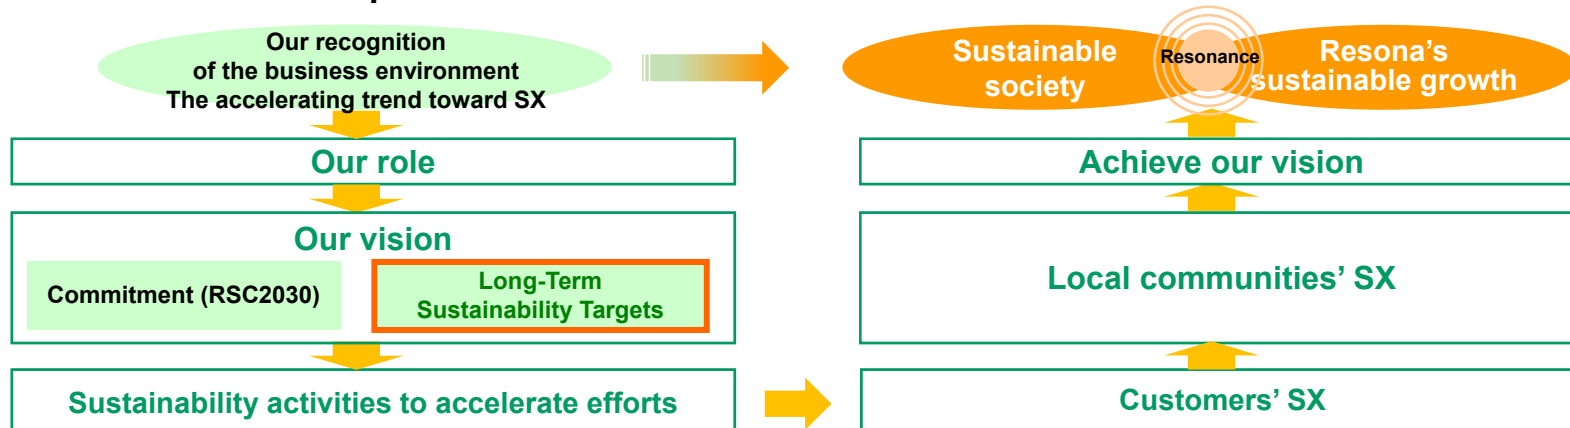 Our recognition
of the business environment
The accelerating trend toward SX
Our role
Our vision
Commitment (RSC2030)
Long-Term
Sustainability Targets
Sustainability activities to accelerate efforts
Sustainable
society
Resonance
Resona’s
sustainable growth
Achieve our vision
Local communities’ SX
Customers’ SX